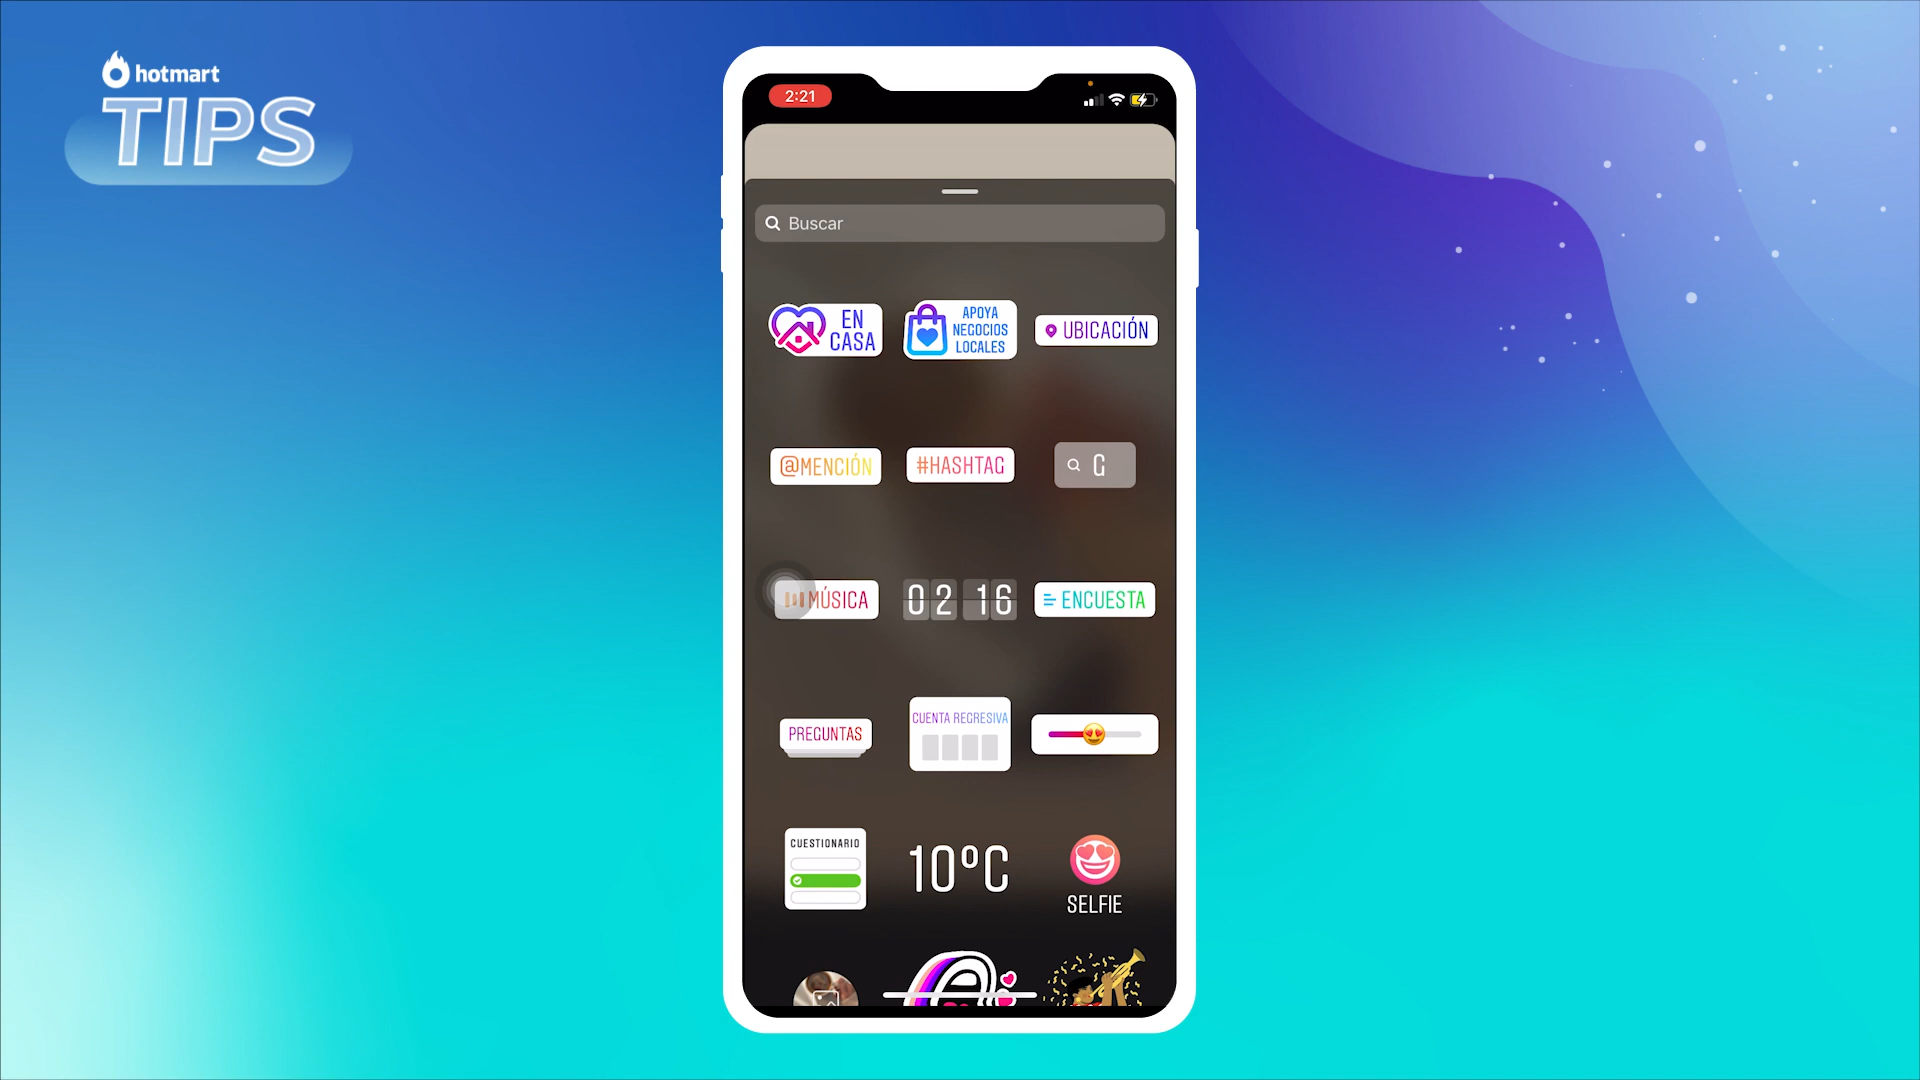 hotmart
TIPS
2:21
Buscar
EN
CASA
APOYA
NEGOCIOS
LOCALES
UBICACIÓN
@MENCIÓN
#HASHTAG
G
MÚSICA
02 16
ENCUESTA
PREGUNTAS
CUENTA REGRESIVA
CUESTIONARIO
10ºC
SELFIE